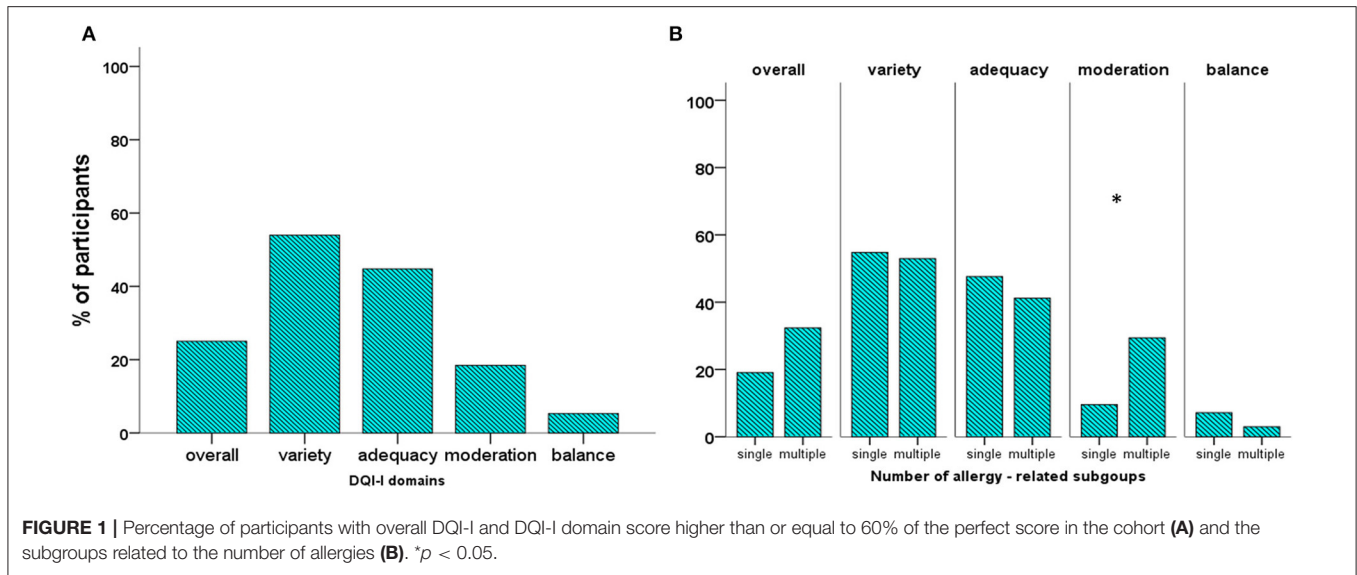 A
100
80
60
40
20
0
% of participants
overall variety adequacy moderation balance
DQI-I domains
B
overall variety adequacy moderation balance
100
80
60
40
20
0
*
single multiple single multiple single multiple single multiple single multiple
Number of allergy - related subgoups
FIGURE 1 | Percentage of participants with overall DQI-I and DQI-I domain score higher than or equal to 60% of the perfect score in the cohort (A) and the
subgroups related to the number of allergies (B). *p < 0.05.